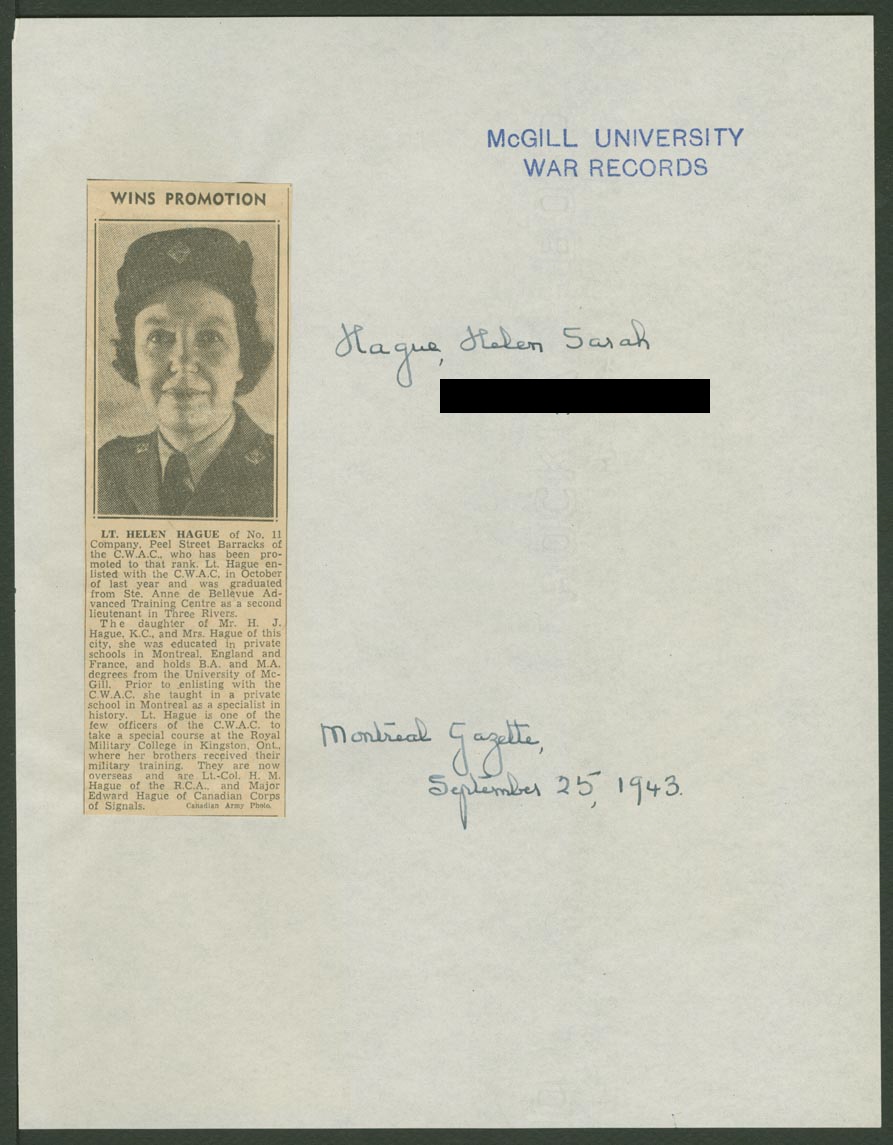 McGILL UNIVERSITY
WAR RECORDS
WINS PROMOTION
Hague, Helen Sarah
LT. HELEN HAGUE of No. 11
Company, Peel Street Barracks of
the C.W.A.C., who has been pro-
moted to that rank. Lt. Hague en-
listed with the C.W.A.C. in October
of last year and was graduated
from Ste. Anne de Bellevue Ad-
vanced Training Centre as a second
lieutenant in Three Rivers.
The daughter of Mr. H. J.
Hague, K.C., and Mrs. Hague of this
city, she was educated in private
schools in Montreal, England and
France, and holds B.A. and M.A.
degrees from the University of Mc-
Gill. Prior to enlisting with the
C.W.A.C. she taught in a private
school in Montreal as a specialist in
history. Lt. Hague is one of the
few officers of the C.W.A.C. to
take a special course at the Royal
Military College in Kingston, Ont.,
where her brothers received their
military training. They are now
overseas and are Lt.-Col. H. M.
Hague of the R.C.A., and Major
Edward Hague of Canadian Corps
of Signals. Canadian Army Photo.
Montreal Gazette,
September 25, 1943.